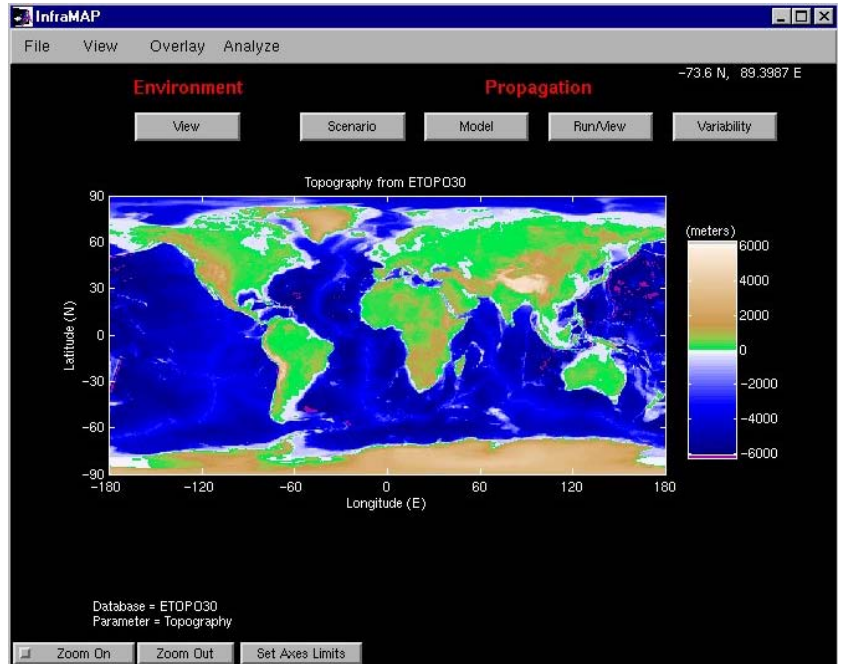 InfraMAP
File View Overlay Analyze
-73.6 N, 89.3987 E
Environment Propagation
View Scenario Model Run/View Variability
Topography from ETOPO30
(meters)
90
60
30
0
-30
-60
-90
Latitude (N)
-180 -120 -60 0 60 120 180
Longitude (E)
6000
4000
2000
0
-2000
-4000
-6000
Database = ETOPO30
Parameter = Topography
Zoom On Zoom Out Set Axes Limits